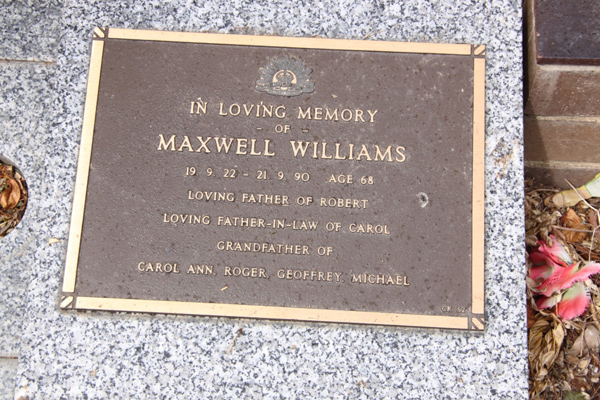 IN LOVING MEMORY
- OF -
MAXWELL WILLIAMS
19. 9. 22 - 21. 9. 90 AGE 68
LOVING FATHER OF ROBERT
LOVING FATHER-IN-LAW OF CAROL
GRANDFATHER OF
CAROL ANN, ROGER, GEOFFREY, MICHAEL